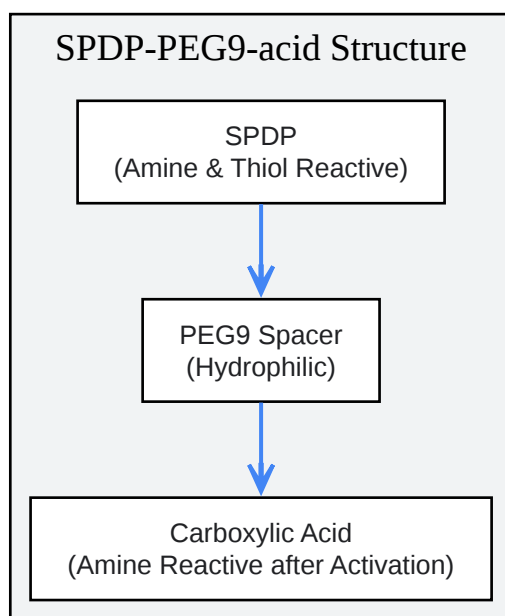 SPDP-PEG9-acid Structure
SPDP
(Amine & Thiol Reactive)
PEG9 Spacer
(Hydrophilic)
Carboxylic Acid
(Amine Reactive after Activation)